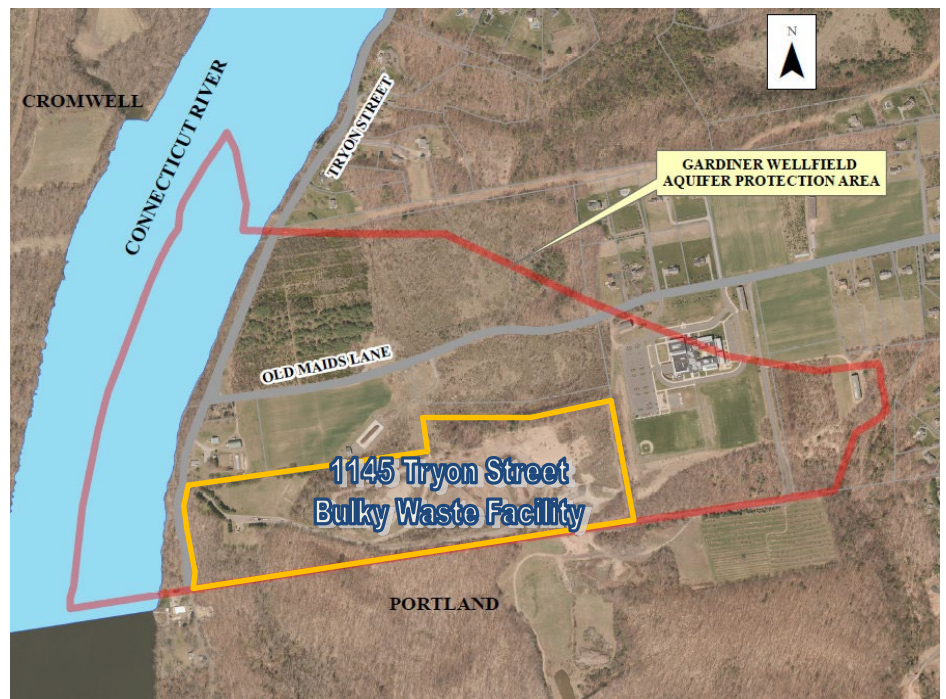 N
CROMWELL
CONNECTICUT RIVER
TRYON STREET
GARDINER WELLFIELD
AQUIFER PROTECTION AREA
OLD MAIDS LANE
1145 Tryon Street
Bulky Waste Facility
PORTLAND